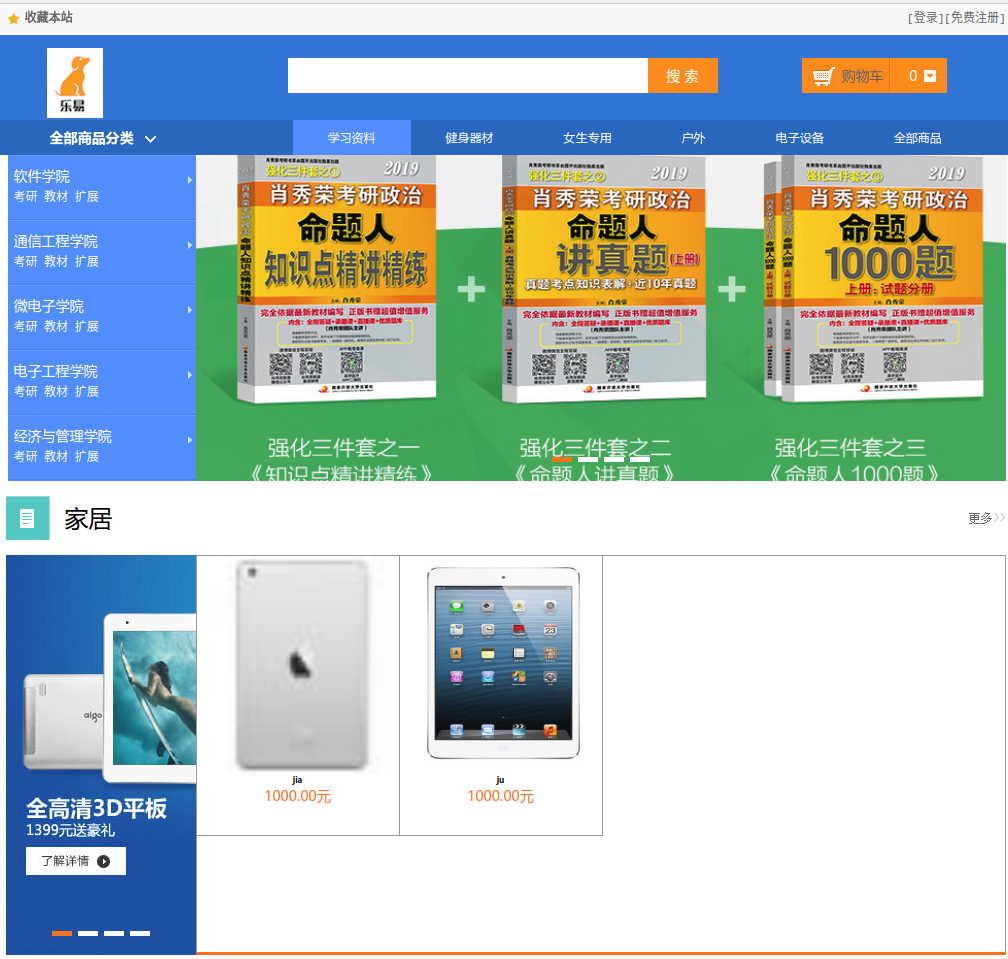 收藏本站
[登录][免费注册]
乐易
搜 索
购物车
0
全部商品分类
学习资料
健身器材
女生专用
户外
电子设备
全部商品
软件学院
考研 教材 扩展
通信工程学院
考研 教材 扩展
微电子学院
考研 教材 扩展
电子工程学院
考研 教材 扩展
经济与管理学院
考研 教材 扩展
强化三件套之①
2019
肖秀荣考研政治
命题人
知识点精讲精练
完全依据最新教材编写 正版书赠超值增值服务
强化三件套之一
《知识点精讲精练》
+
强化三件套之②
2019
肖秀荣考研政治
命题人
讲真题(上册)
真题考点知识表解+近10年真题
完全依据最新教材编写 正版书赠超值增值服务
强化三件套之二
《命题人讲真题》
+
强化三件套之③
2019
肖秀荣考研政治
命题人
1000题
上册:试题分册
完全依据最新教材编写 正版书赠超值增值服务
强化三件套之三
《命题人1000题》
家居
更多
aigo
全高清3D平板
1399元送豪礼
了解详情
jia
1000.00元
ju
1000.00元